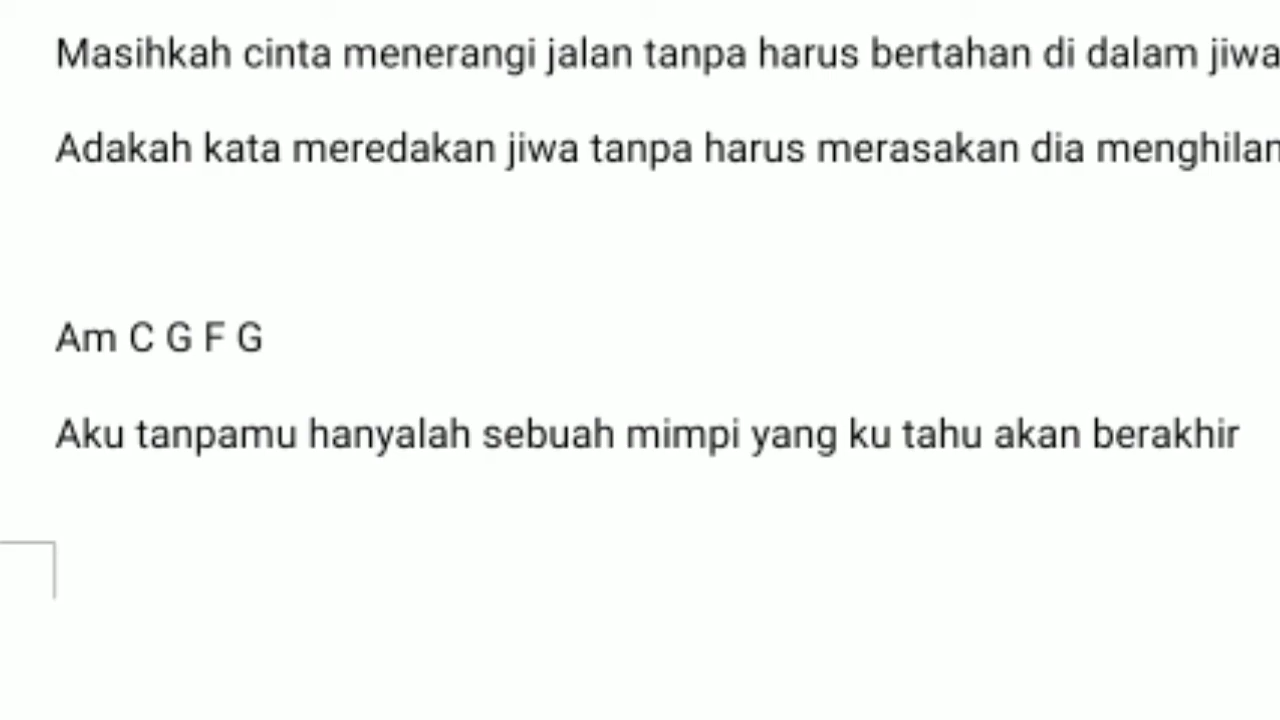 Masihkah cinta menerangi jalan tanpa harus bertahan di dalam jiwa
Adakah kata meredakan jiwa tanpa harus merasakan dia menghilan
Am C G F G
Aku tanpamu hanyalah sebuah mimpi yang ku tahu akan berakhir